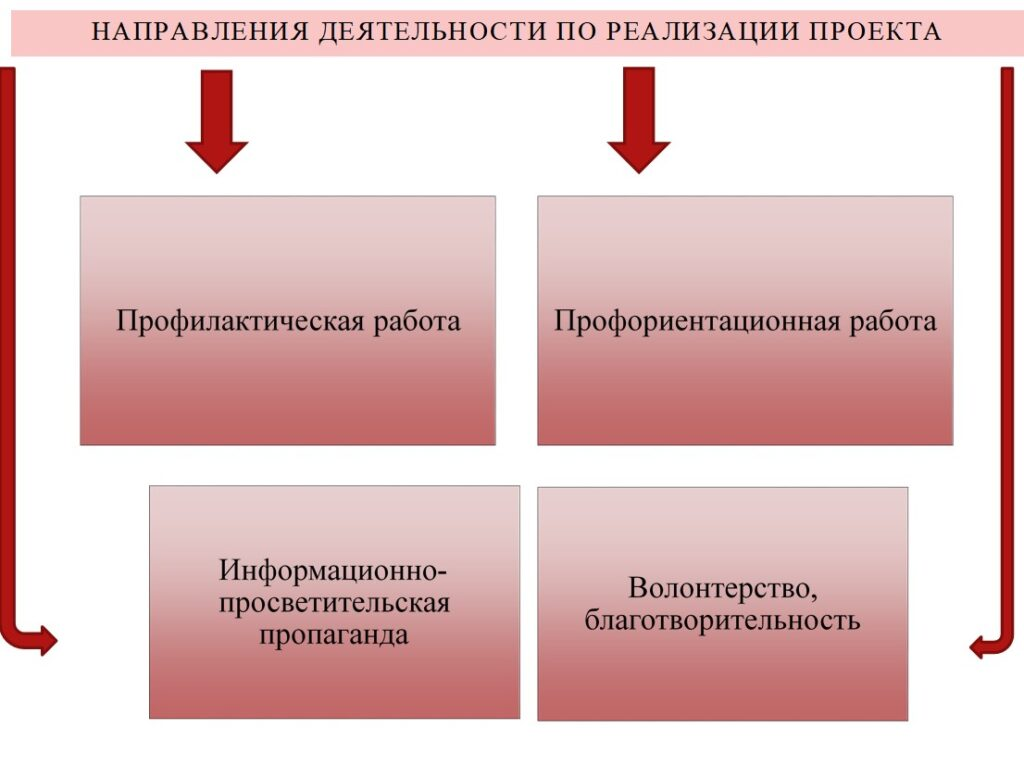 НАПРАВЛЕНИЯ ДЕЯТЕЛЬНОСТИ ПО РЕАЛИЗАЦИИ ПРОЕКТА
Профилактическая работа
Профориентационная работа
Информационно-
просветительская
пропаганда
Волонтерство,
благотворительность